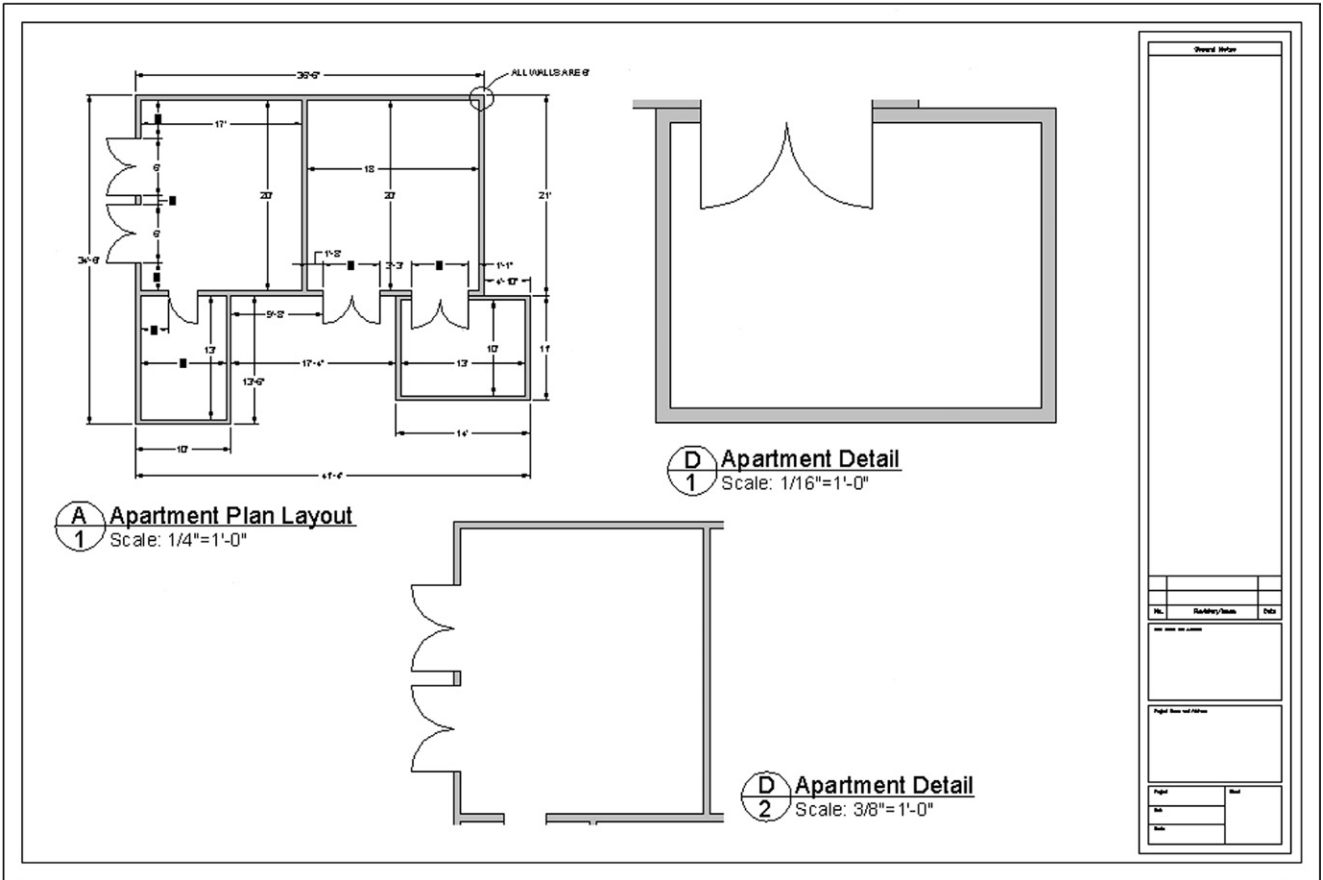 36'-6"
ALL WALLS ARE 6"
17'
6'
18'
20'
20'
21'
6'
34'-6"
1'-8"
3'-3"
1'-1"
4'-10"
9'-8"
13'
10'
11'
17'-4"
13'
13'-6"
14'
10'
41'-4"
A
1
Apartment Plan Layout
Scale: 1/4"=1'-0"
D
1
Apartment Detail
Scale: 1/16"=1'-0"
D
2
Apartment Detail
Scale: 3/8"=1'-0"
General Notes
No.
Revision/Issue
Date
Project Name and Address
Project
Sheet
Date
Scale